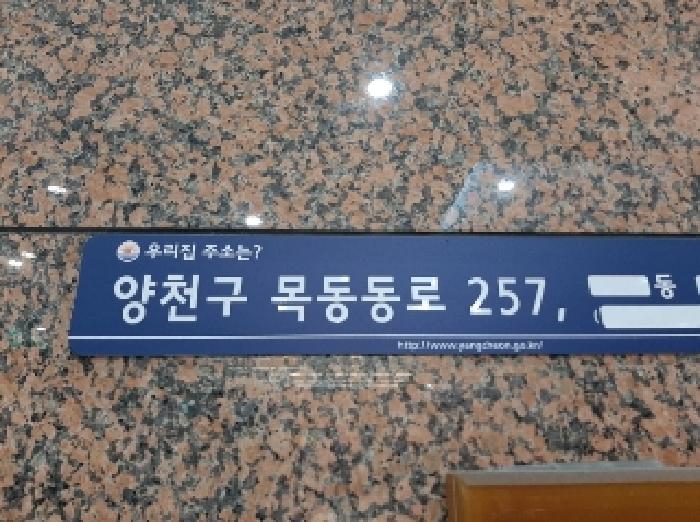 우리집 주소는?
양천구 목동동로 257, 동
http://www.yangcheon.go.kr/